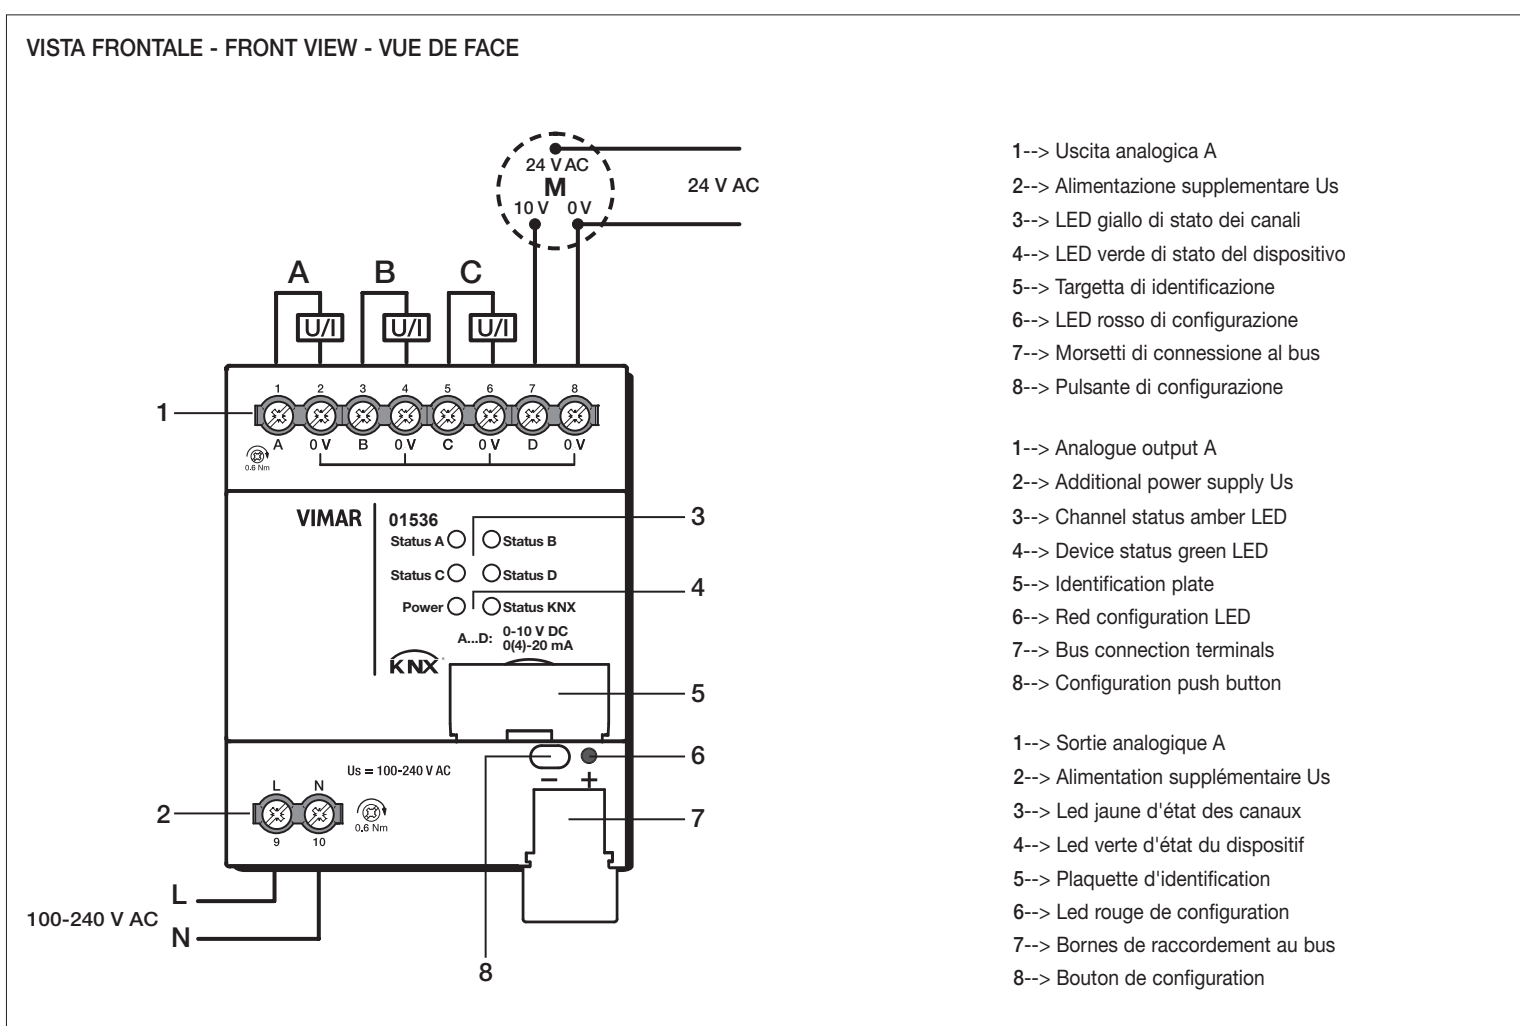 VISTA FRONTALE - FRONT VIEW - VUE DE FACE
24 V AC
M
10 V 0 V
24 V AC
A B C
U/I U/I U/I
1 2 3 4 5 6 7 8
1
A 0 V B 0 V C 0 V D 0 V
0.6 Nm
VIMAR
01536
3
Status A Status B
Status C Status D
4
Power Status KNX
A...D: 0-10 V DC
0(4)-20 mA
KNX
5
Us = 100-240 V AC
8
6
– +
L N
2
0.6 Nm
7
9 10
L
100-240 V AC
N
8
1--> Uscita analogica A
2--> Alimentazione supplementare Us
3--> LED giallo di stato dei canali
4--> LED verde di stato del dispositivo
5--> Targetta di identificazione
6--> LED rosso di configurazione
7--> Morsetti di connessione al bus
8--> Pulsante di configurazione
1--> Analogue output A
2--> Additional power supply Us
3--> Channel status amber LED
4--> Device status green LED
5--> Identification plate
6--> Red configuration LED
7--> Bus connection terminals
8--> Configuration push button
1--> Sortie analogique A
2--> Alimentation supplémentaire Us
3--> Led jaune d'état des canaux
4--> Led verte d'état du dispositif
5--> Plaquette d'identification
6--> Led rouge de configuration
7--> Bornes de raccordement au bus
8--> Bouton de configuration